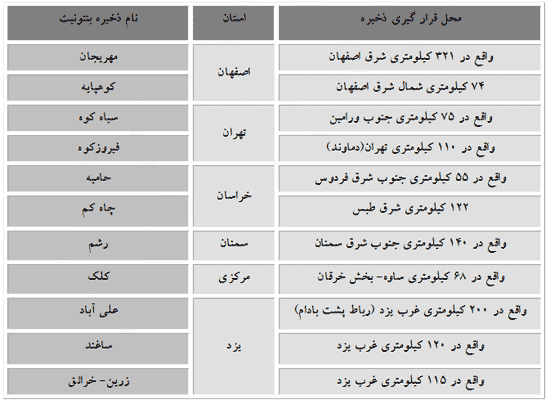 محل قرار گیری ذخیره	استان	نام ذخیره بنتونیت
واقع در ۳۲۱ کیلومتری شرق اصفهان	اصفهان	مهریجان
۷۴ کیلومتری شمال شرق اصفهان	کوهپایه
واقع در ۷۵ کیلومتری جنوب ورامین	تهران	سیاه کوه
واقع در ۱۱۰ کیلومتری تهران(دماوند)	فیروزکوه
واقع در ۵۵ کیلومتری جنوب شرق فردوس	خراسان	حامبه
۱۲۲ کیلومتری شرق طبس	چاه کم
واقع در ۱۴۰ کیلومتری جنوب شرق سمنان	سمنان	رشم
واقع در ۶۸ کیلومتری ساوه- بخش خرقان	مرکزی	کلک
واقع در ۲۰۰ کیلومتری غرب یزد (رباط پشت بادام)	یزد	علی آباد
واقع در ۱۲۰ کیلومتری غرب یزد	ساغند
واقع در ۱۱۵ کیلومتری غرب یزد	زرین- خرانق